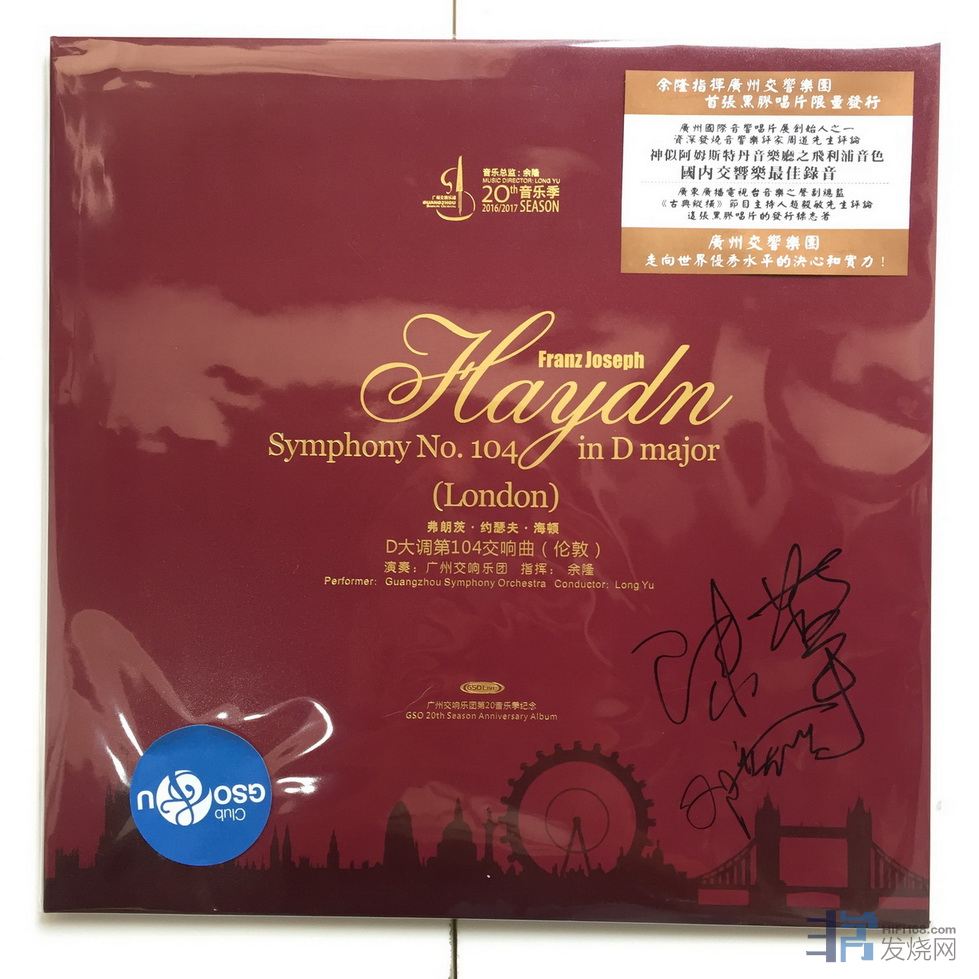 余隆指揮廣州交響樂團
首張黑膠唱片限量發行
廣州國際音響唱片展創始人之一
資深發燒音響樂評家周道先生評論
神似阿姆斯特丹音樂廳之飛利浦音色
國内交響樂最佳錄音
廣東廣播電視台音樂之聲副總監
《古典縱橫》節目主持人趙毅敏先生評論
這張黑膠唱片的發行標志著
廣州交響樂團
走向世界優秀水平的決心和實力！
广州交响乐团
GUANGZHOU
Symphony Orchestra
音乐总监：余隆
MUSIC DIRECTOR: LONG YU
20th音乐季
2016/2017 SEASON
Franz Joseph
Haydn
Symphony No. 104 in D major
(London)
弗朗茨·约瑟夫·海顿
D大调第104交响曲（伦敦）
演奏：广州交响乐团 指挥：余隆
Performer: Guangzhou Symphony Orchestra Conductor: Long Yu
GSO Live
广州交响乐团第20音乐季纪念
GSO 20th Season Anniversary Album
Club
GSO U
HIFI168.com
发烧网